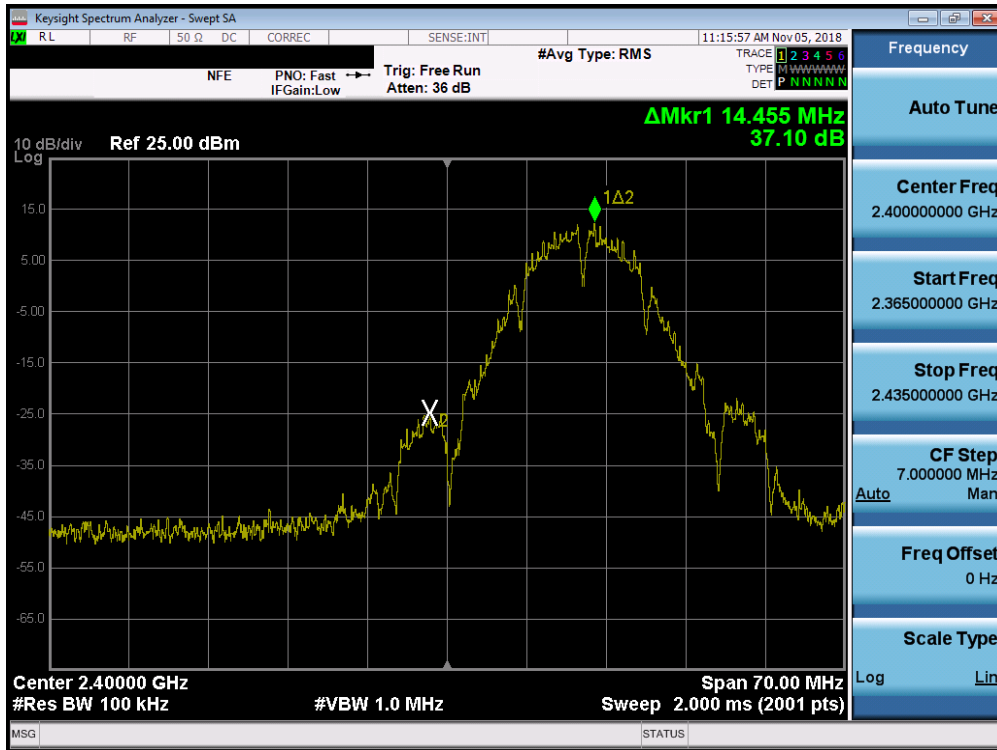 Keysight Spectrum Analyzer - Swept SA
LXI RL RF 50 Ω DC CORREC SENSE:INT 11:15:57 AM Nov 05, 2018
NFE
PNO: Fast
IFGain:Low
Trig: Free Run
Atten: 36 dB
#Avg Type: RMS
TRACE 1 2 3 4 5 6
TYPE M WWWWW
DET P N N N N N
ΔMkr1 14.455 MHz
37.10 dB
10 dB/div
Log
Ref 25.00 dBm
15.0
5.00
-5.00
-15.0
-25.0
-35.0
-45.0
-55.0
-65.0
1Δ2
X2
Center 2.40000 GHz
Span 70.00 MHz
#Res BW 100 kHz
#VBW 1.0 MHz
Sweep 2.000 ms (2001 pts)
MSG
STATUS
Frequency
Auto Tune
Center Freq
2.400000000 GHz
Start Freq
2.365000000 GHz
Stop Freq
2.435000000 GHz
CF Step
7.000000 MHz
Auto Man
Freq Offset
0 Hz
Scale Type
Log Lin